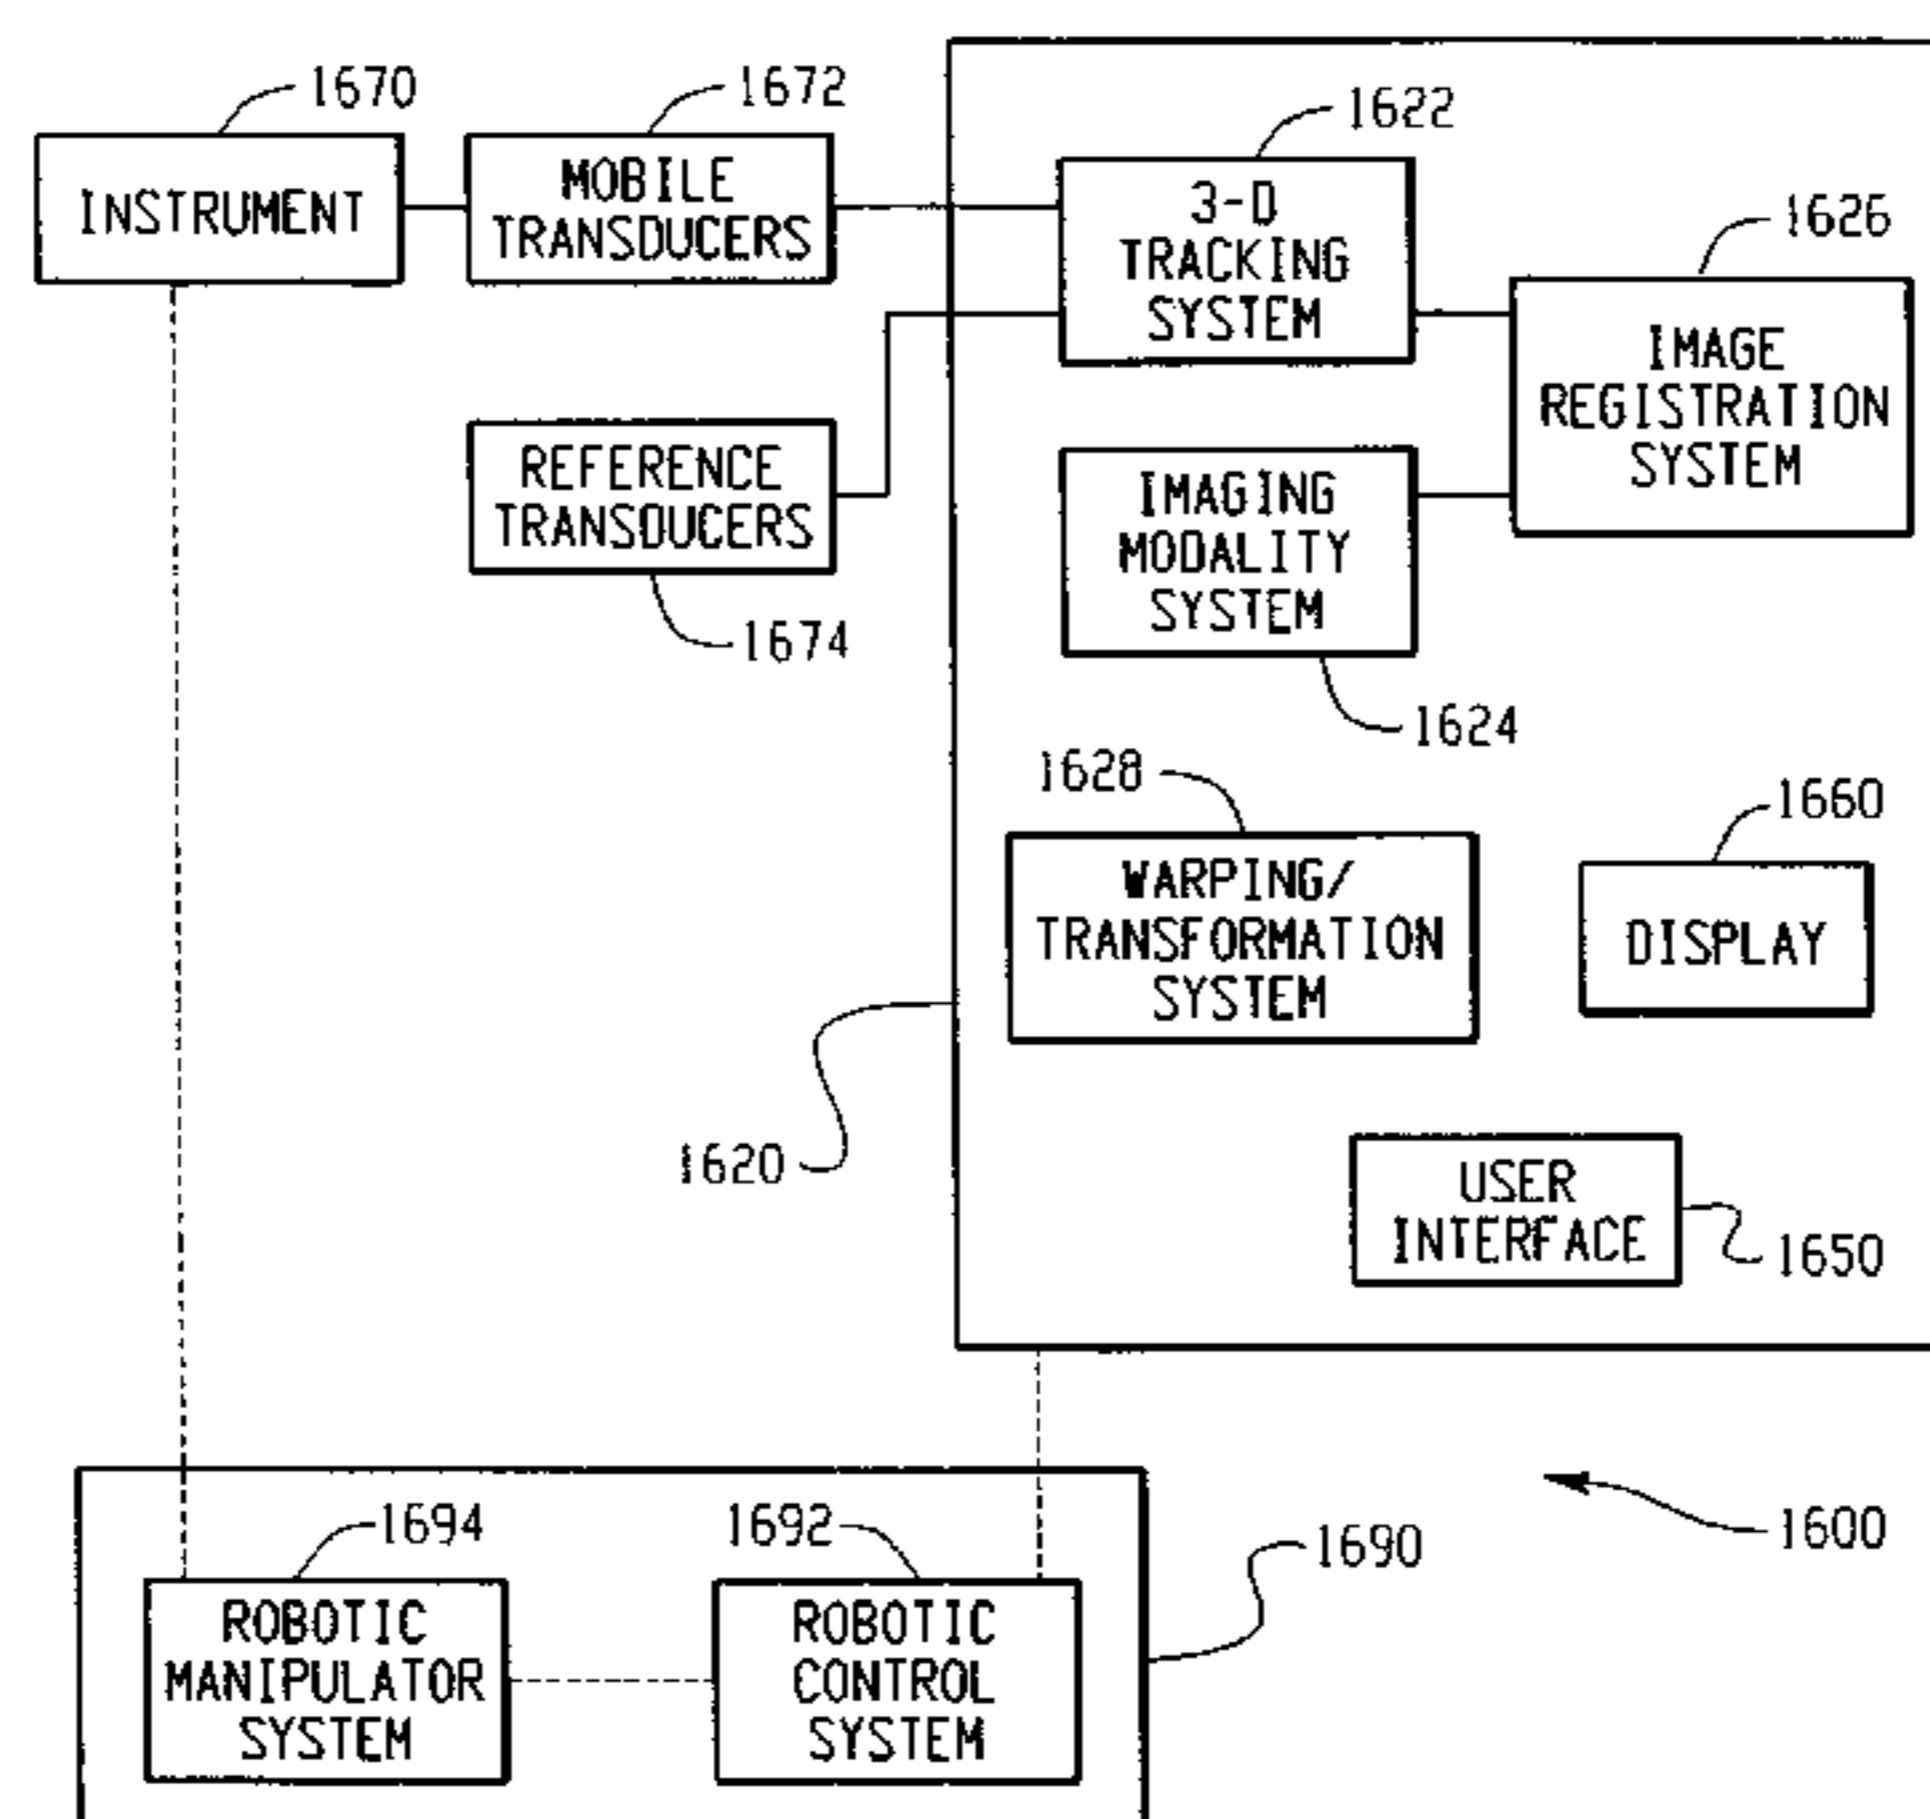 1670
1672
1622
1626
INSTRUMENT
MOBILE
TRANSDUCERS
3-D
TRACKING
SYSTEM
IMAGE
REGISTRATION
SYSTEM
REFERENCE
TRANSDUCERS
1674
IMAGING
MODALITY
SYSTEM
1624
1628
1660
WARPING/
TRANSFORMATION
SYSTEM
DISPLAY
1620
USER
INTERFACE
1650
1694
1692
1690
1600
ROBOTIC
MANIPULATOR
SYSTEM
ROBOTIC
CONTROL
SYSTEM